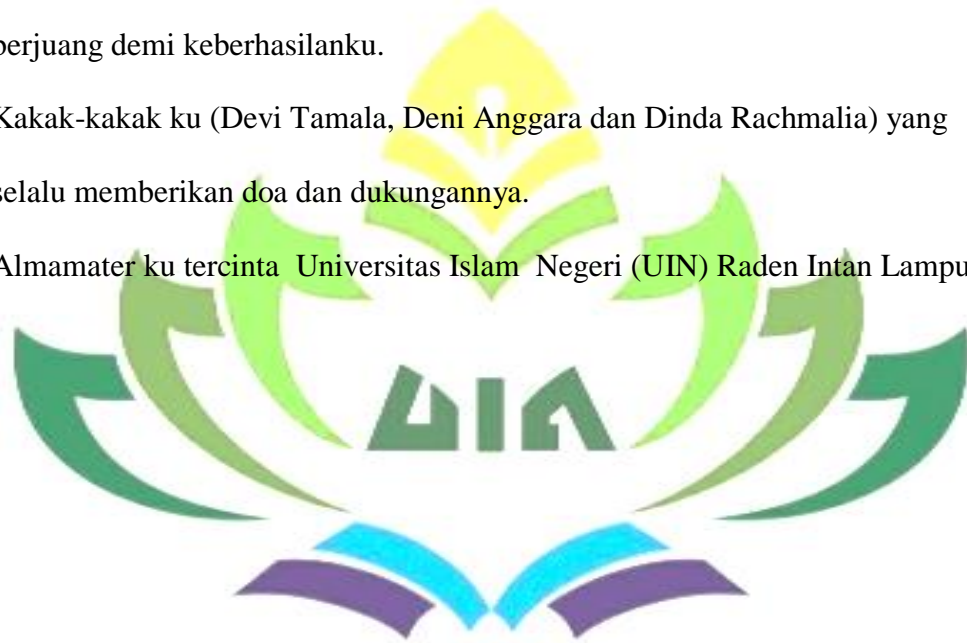 berjuang demi keberhasilanku.
Kakak-kakak ku (Devi Tamala, Deni Anggara dan Dinda Rachmalia) yang
selalu memberikan doa dan dukungannya.
Almamater ku tercinta Universitas Islam Negeri (UIN) Raden Intan Lampu
UIN